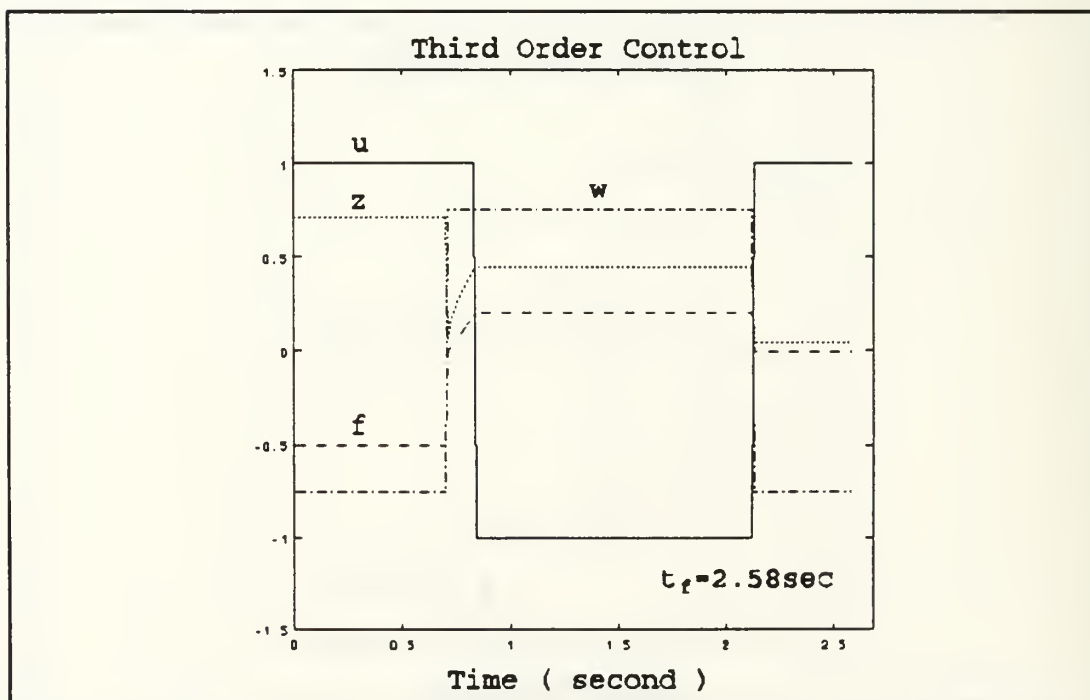 Third Order Control
1.5
u
1
z
w
0.5
0
f
-0.5
-1
t_f=2.58sec
-1 5
0 0 5 1 1 5 2 2 5
Time ( second )